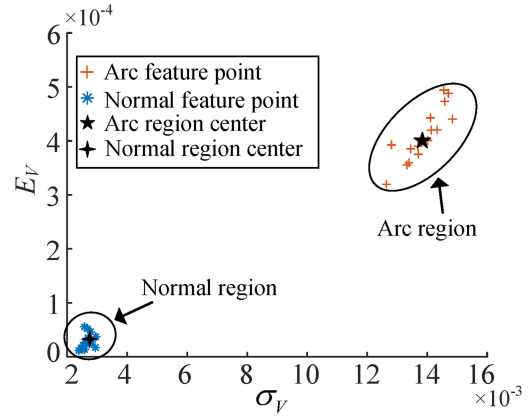 ×10⁻⁴
6
5
4
3
2
1
0
E_V
Arc feature point
Normal feature point
Arc region center
Normal region center
Arc region
Normal region
2 4 6 8 10 12 14 16
×10⁻³
σ_V